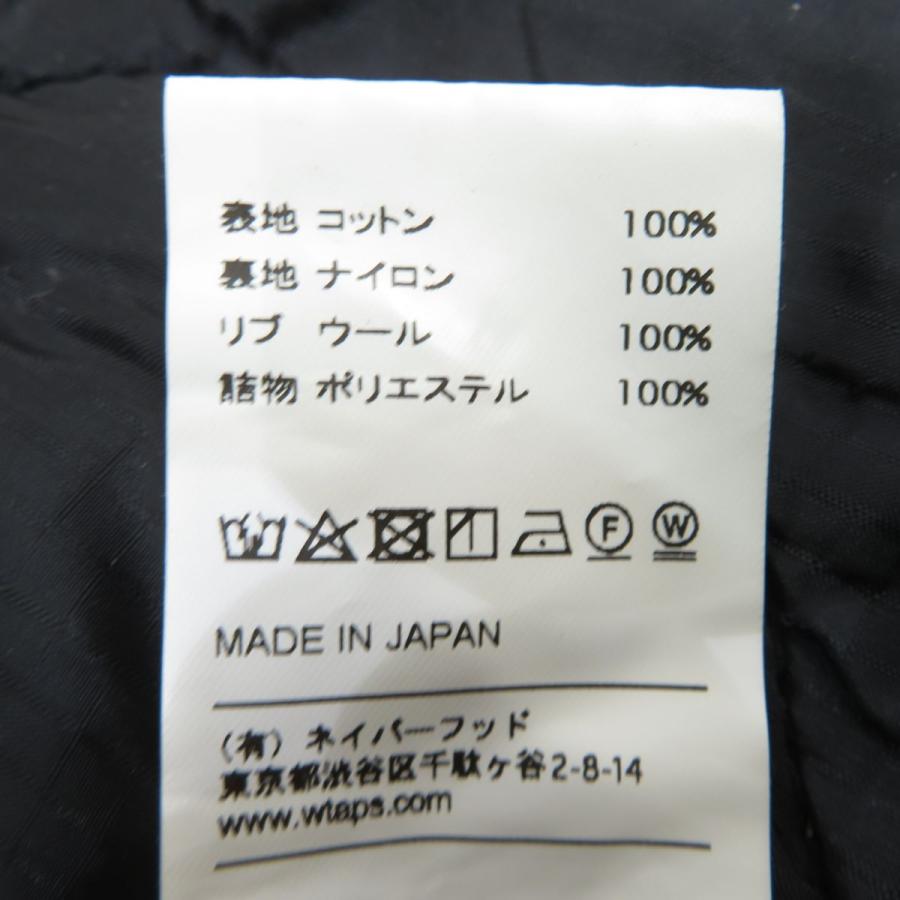 表地 コットン 100%
裏地 ナイロン 100%
リブ ウール 100%
詰物 ポリエステル 100%
F W
MADE IN JAPAN
(有) ネイバーフッド
東京都渋谷区千駄ケ谷2-8-14
www.wtaps.com